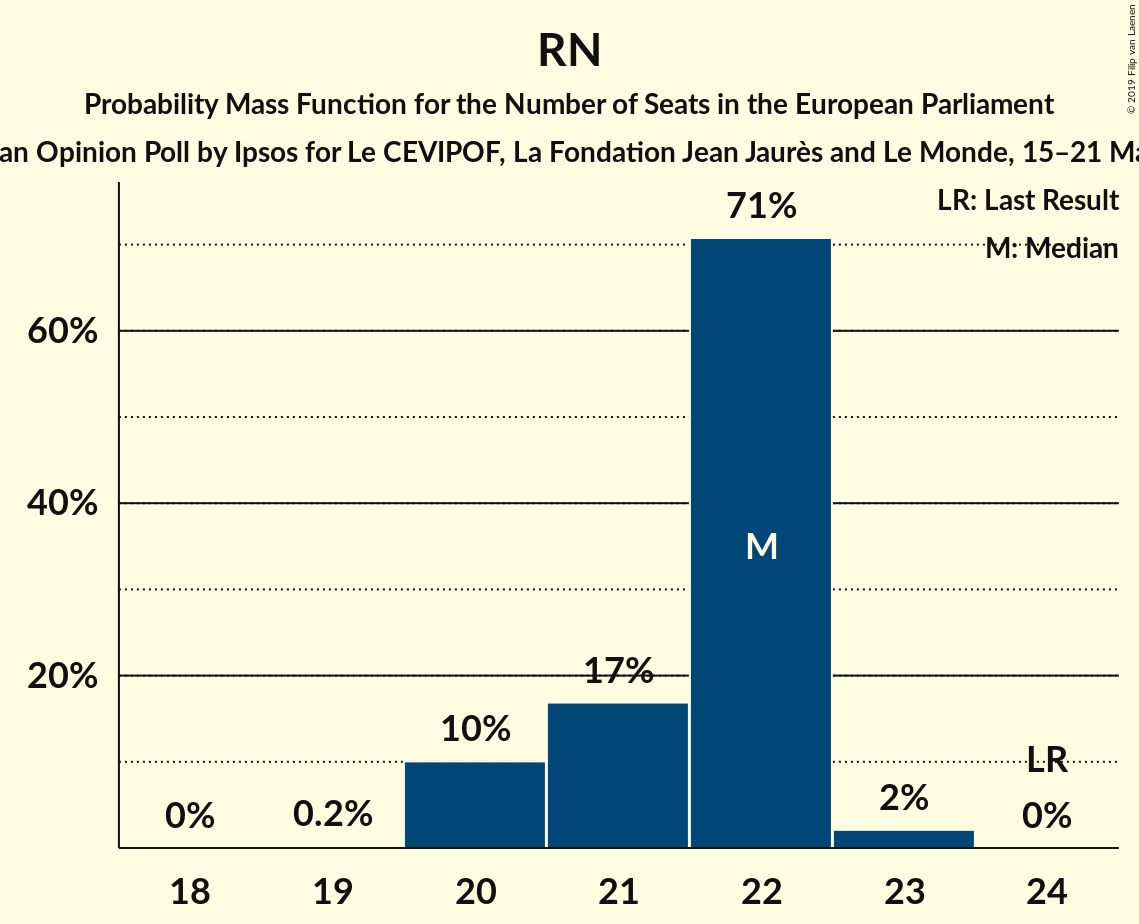 RN
Probability Mass Function for the Number of Seats in the European Parliament
an Opinion Poll by Ipsos for Le CEVIPOF, La Fondation Jean Jaurès and Le Monde, 15–21 Ma
© 2019 Filip van Laenen
LR: Last Result
M: Median
71%
60%
40%
M
20%
17%
10%
LR
0%
0.2%
2%
0%
18 19 20 21 22 23 24